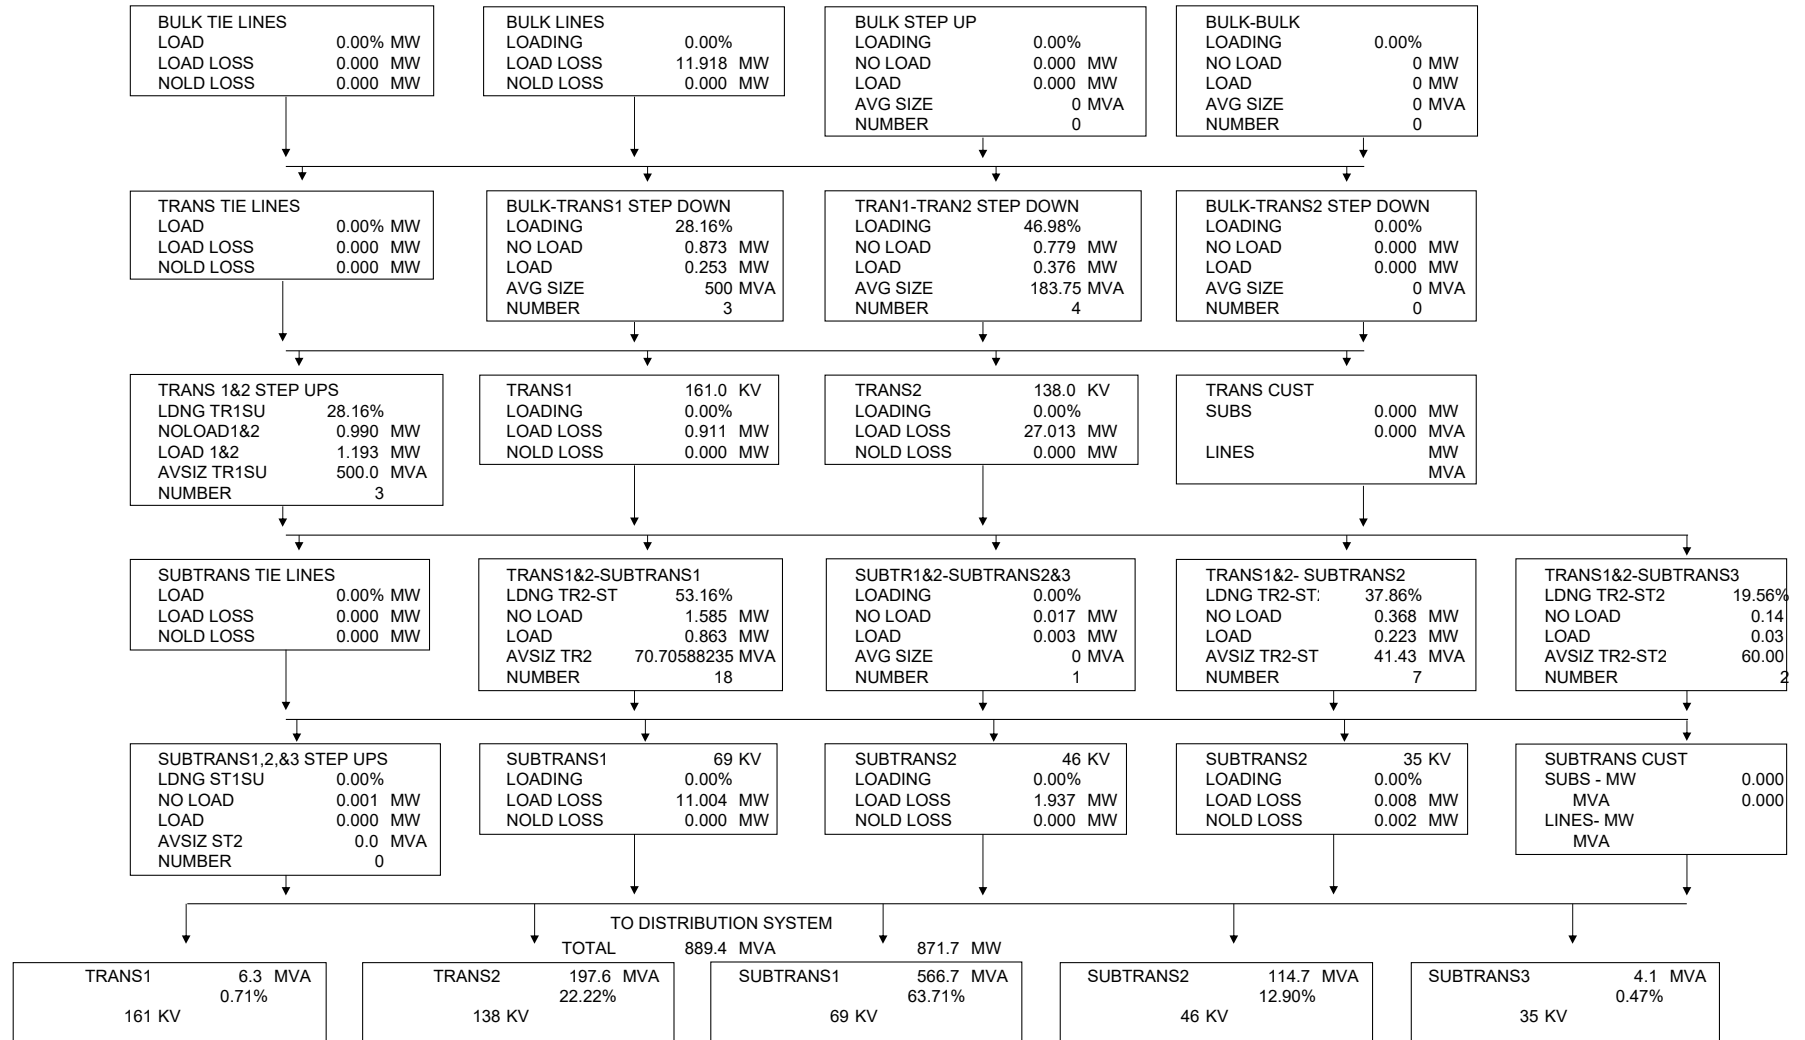 BULK TIE LINES
LOAD 0.00% MW
LOAD LOSS 0.000 MW
NOLD LOSS 0.000 MW
BULK LINES
LOADING 0.00%
LOAD LOSS 11.918 MW
NOLD LOSS 0.000 MW
BULK STEP UP
LOADING 0.00%
NO LOAD 0.000 MW
LOAD 0.000 MW
AVG SIZE 0 MVA
NUMBER 0
BULK-BULK
LOADING 0.00%
NO LOAD 0 MW
LOAD 0 MW
AVG SIZE 0 MVA
NUMBER 0
TRANS TIE LINES
LOAD 0.00% MW
LOAD LOSS 0.000 MW
NOLD LOSS 0.000 MW
BULK-TRANS1 STEP DOWN
LOADING 28.16%
NO LOAD 0.873 MW
LOAD 0.253 MW
AVG SIZE 500 MVA
NUMBER 3
TRAN1-TRAN2 STEP DOWN
LOADING 46.98%
NO LOAD 0.779 MW
LOAD 0.376 MW
AVG SIZE 183.75 MVA
NUMBER 4
BULK-TRANS2 STEP DOWN
LOADING 0.00%
NO LOAD 0.000 MW
LOAD 0.000 MW
AVG SIZE 0 MVA
NUMBER 0
TRANS 1&2 STEP UPS
LDNG TR1SU 28.16%
NOLOAD1&2 0.990 MW
LOAD 1&2 1.193 MW
AVSIZ TR1SU 500.0 MVA
NUMBER 3
TRANS1 161.0 KV
LOADING 0.00%
LOAD LOSS 0.911 MW
NOLD LOSS 0.000 MW
TRANS2 138.0 KV
LOADING 0.00%
LOAD LOSS 27.013 MW
NOLD LOSS 0.000 MW
TRANS CUST
SUBS 0.000 MW
0.000 MVA
LINES MW
MVA
SUBTRANS TIE LINES
LOAD 0.00% MW
LOAD LOSS 0.000 MW
NOLD LOSS 0.000 MW
TRANS1&2-SUBTRANS1
LDNG TR2-ST 53.16%
NO LOAD 1.585 MW
LOAD 0.863 MW
AVSIZ TR2 70.70588235 MVA
NUMBER 18
SUBTR1&2-SUBTRANS2&3
LOADING 0.00%
NO LOAD 0.017 MW
LOAD 0.003 MW
AVG SIZE 0 MVA
NUMBER 1
TRANS1&2- SUBTRANS2
LDNG TR2-ST 37.86%
NO LOAD 0.368 MW
LOAD 0.223 MW
AVSIZ TR2-ST 41.43 MVA
NUMBER 7
TRANS1&2-SUBTRANS3
LDNG TR2-ST2 19.56%
NO LOAD 0.14
LOAD 0.03
AVSIZ TR2-ST2 60.00
NUMBER 2
SUBTRANS1,2,&3 STEP UPS
LDNG ST1SU 0.00%
NO LOAD 0.001 MW
LOAD 0.000 MW
AVSIZ ST2 0.0 MVA
NUMBER 0
SUBTRANS1 69 KV
LOADING 0.00%
LOAD LOSS 11.004 MW
NOLD LOSS 0.000 MW
SUBTRANS2 46 KV
LOADING 0.00%
LOAD LOSS 1.937 MW
NOLD LOSS 0.000 MW
SUBTRANS2 35 KV
LOADING 0.00%
LOAD LOSS 0.008 MW
NOLD LOSS 0.002 MW
SUBTRANS CUST
SUBS - MW 0.000
MVA 0.000
LINES- MW
MVA
TO DISTRIBUTION SYSTEM
TOTAL 889.4 MVA 871.7 MW
TRANS1 6.3 MVA
0.71%
161 KV
TRANS2 197.6 MVA
22.22%
138 KV
SUBTRANS1 566.7 MVA
63.71%
69 KV
SUBTRANS2 114.7 MVA
12.90%
46 KV
SUBTRANS3 4.1 MVA
0.47%
35 KV